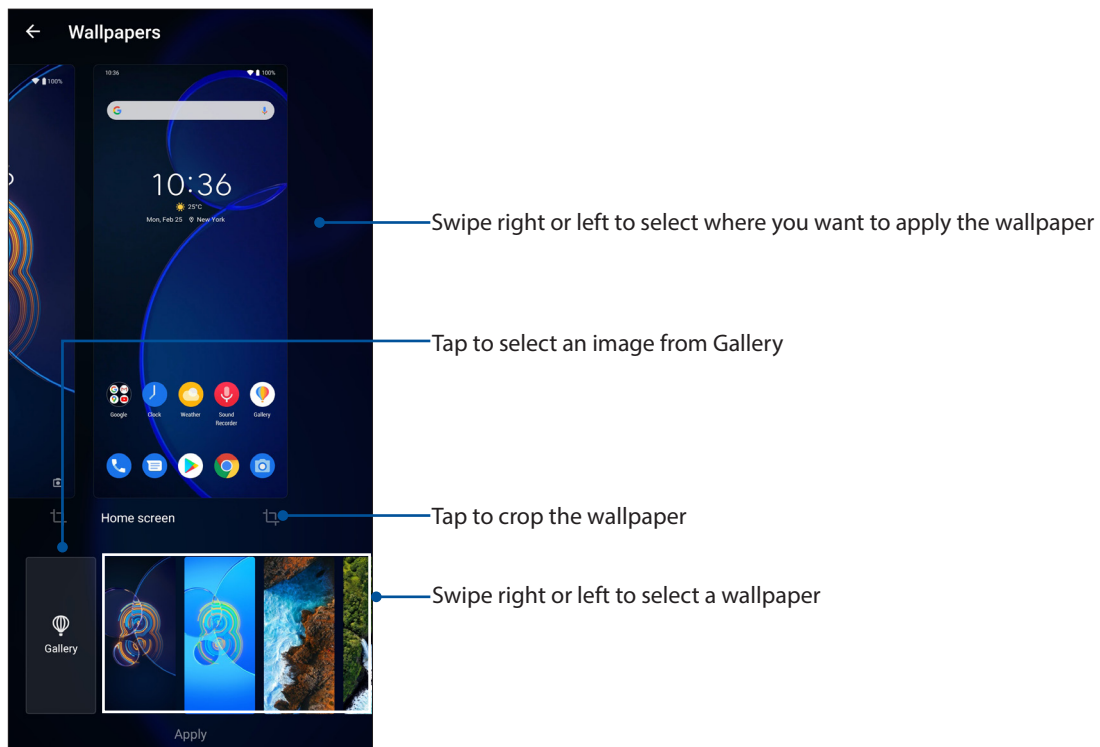 Wallpapers
100%
10:36
100%
10:36
25°C
Mon, Feb 25 New York
Swipe right or left to select where you want to apply the wallpaper
Tap to select an image from Gallery
Google
Clock
Weather
Sound Recorder
Gallery
Home screen
Tap to crop the wallpaper
Swipe right or left to select a wallpaper
Gallery
Apply